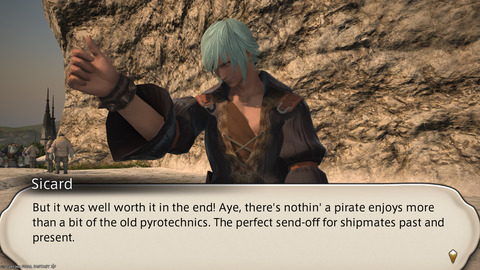 Sicard
But it was well worth it in the end! Aye, there's nothin' a pirate enjoys more
than a bit of the old pyrotechnics. The perfect send-off for shipmates past and
present.